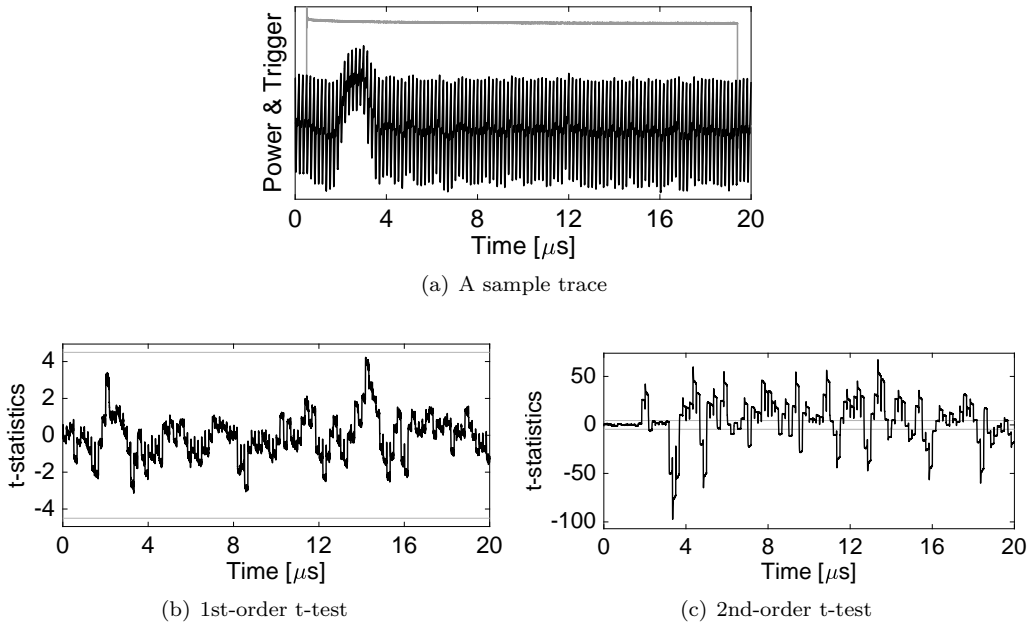 Power & Trigger
0 4 8 12 16 20
Time [μs]
(a) A sample trace
t-statistics
4
2
0
-2
-4
0 4 8 12 16 20
Time [μs]
(b) 1st-order t-test
t-statistics
50
0
-50
-100
0 4 8 12 16 20
Time [μs]
(c) 2nd-order t-test